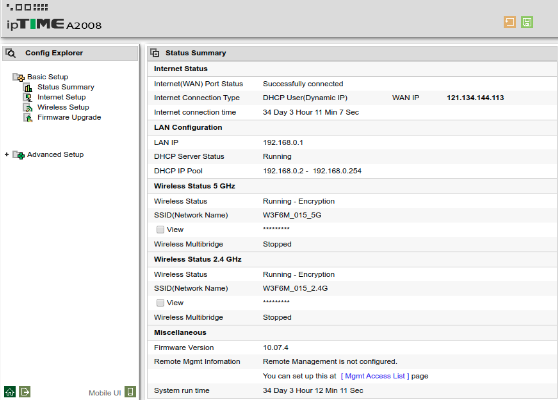 ipTIME A2008
Config Explorer
Basic Setup
Status Summary
Internet Setup
Wireless Setup
Firmware Upgrade
+ Advanced Setup
Mobile UI
Status Summary
Internet Status
Internet(WAN) Port Status Successfully connected
Internet Connection Type DHCP User(Dynamic IP) WAN IP 121.134.144.113
Internet connection time 34 Day 3 Hour 11 Min 7 Sec
LAN Configuration
LAN IP 192.168.0.1
DHCP Server Status Running
DHCP IP Pool 192.168.0.2 - 192.168.0.254
Wireless Status 5 GHz
Wireless Status Running - Encryption
SSID(Network Name) W3F6M_015_5G
View *********
Wireless Multibridge Stopped
Wireless Status 2.4 GHz
Wireless Status Running - Encryption
SSID(Network Name) W3F6M_015_2.4G
View *********
Wireless Multibridge Stopped
Miscellaneous
Firmware Version 10.07.4
Remote Mgmt Infomation Remote Management is not configured.
You can set up this at [ Mgmt Access List ] page
System run time 34 Day 3 Hour 12 Min 11 Sec